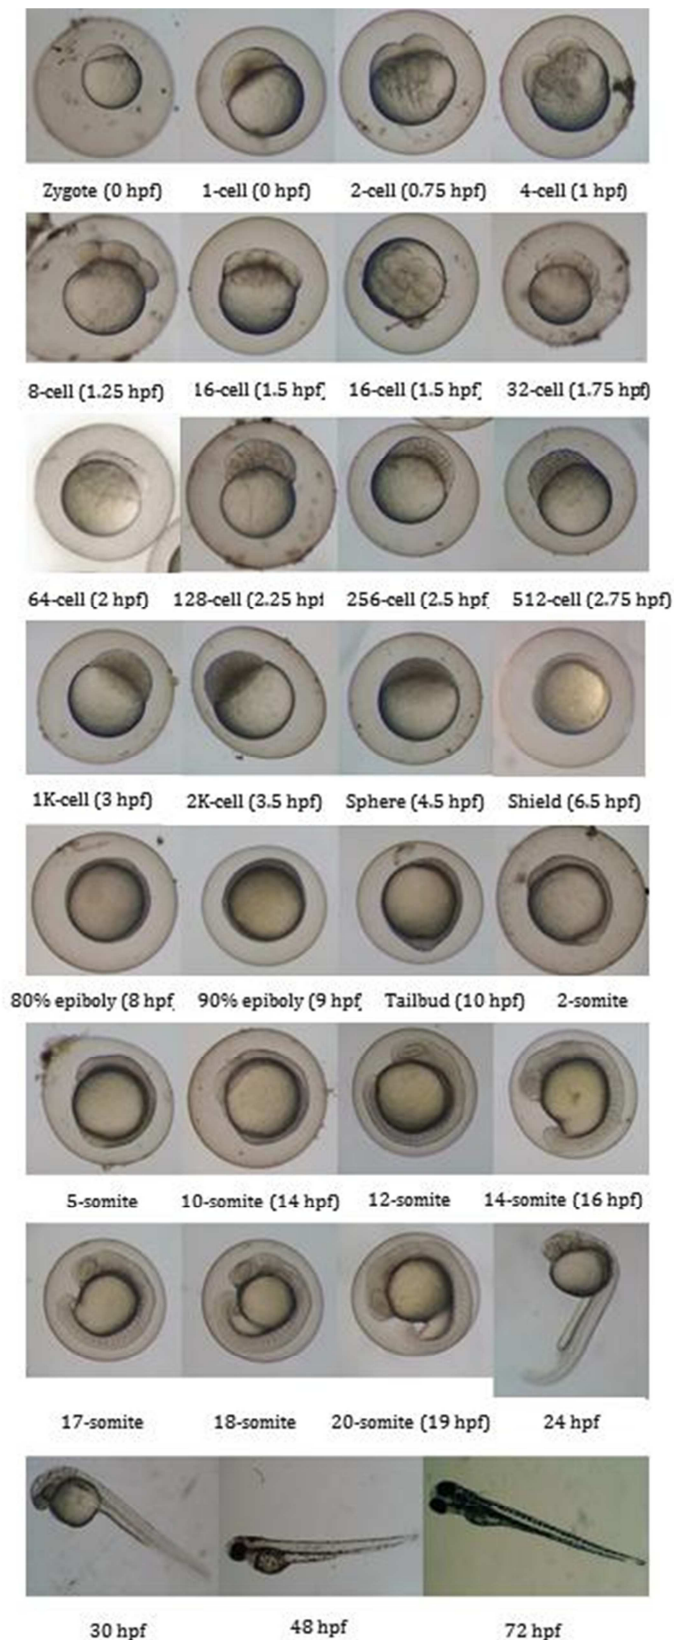 Zygote (0 hpf) 1-cell (0 hpf) 2-cell (0.75 hpf) 4-cell (1 hpf)
8-cell (1.25 hpf) 16-cell (1.5 hpf) 16-cell (1.5 hpf) 32-cell (1.75 hpf)
64-cell (2 hpf) 128-cell (2.25 hpf 256-cell (2.5 hpf 512-cell (2.75 hpf)
1K-cell (3 hpf) 2K-cell (3.5 hpf) Sphere (4.5 hpf) Shield (6.5 hpf)
80% epiboly (8 hpf 90% epiboly (9 hpf Tailbud (10 hpf) 2-somite
5-somite 10-somite (14 hpf) 12-somite 14-somite (16 hpf)
17-somite 18-somite 20-somite (19 hpf) 24 hpf
30 hpf 48 hpf 72 hpf